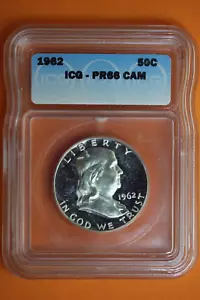 1962 50C
ICG - PR66 CAM
LIBERTY
1962
IN GOD WE TRUST